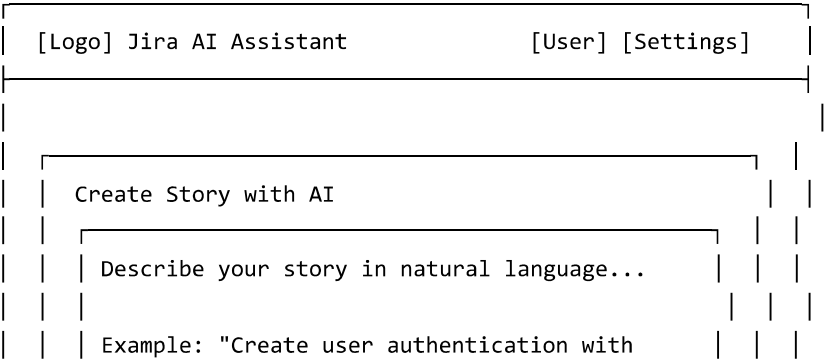 [Logo] Jira AI Assistant [User] [Settings]
Create Story with AI
Describe your story in natural language...
Example: "Create user authentication with